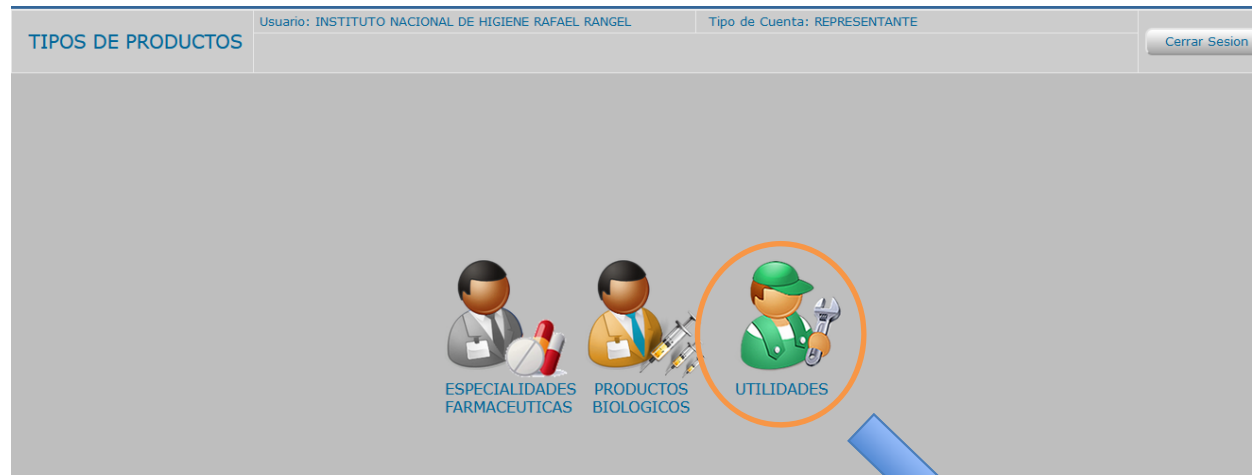 Usuario: INSTITUTO NACIONAL DE HIGIENE RAFAEL RANGEL
Tipo de Cuenta: REPRESENTANTE
TIPOS DE PRODUCTOS
Cerrar Sesion
ESPECIALIDADES
FARMACEUTICAS
PRODUCTOS
BIOLOGICOS
UTILIDADES